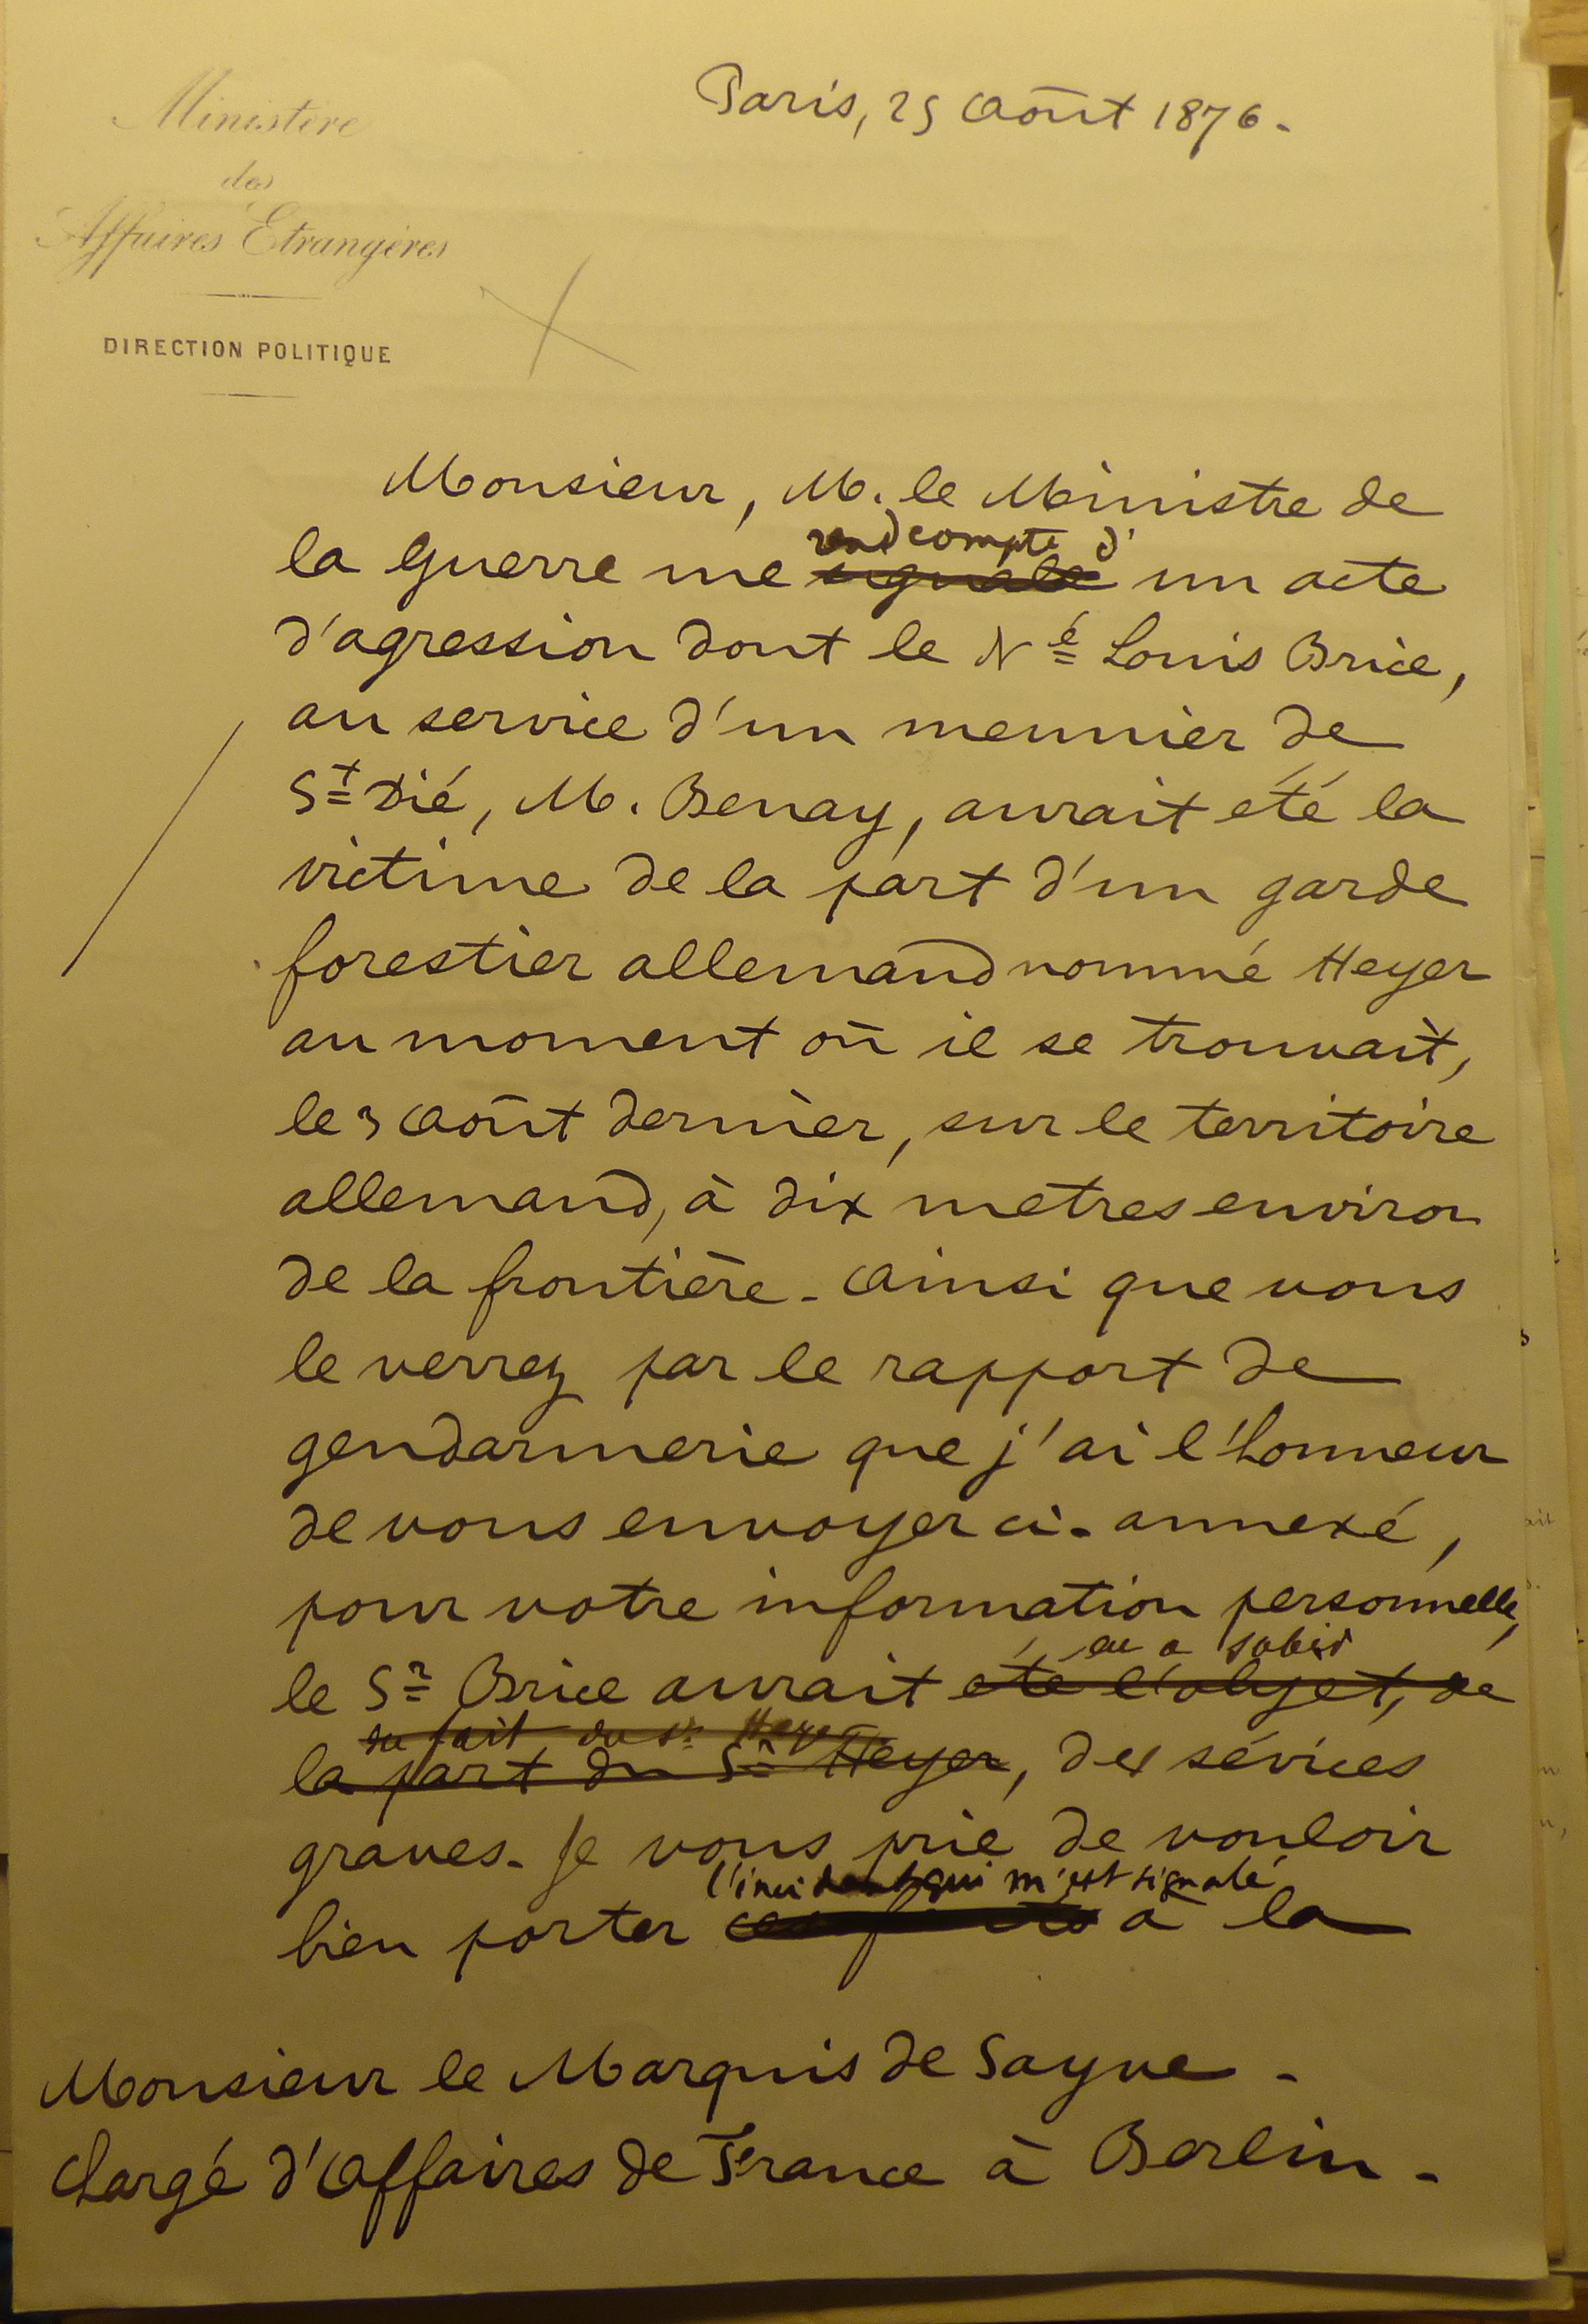 Ministère
des
Affaires Etrangères
DIRECTION POLITIQUE
Paris, 25 Août 1876.
Monsieur, M. le Ministre de
rend compte d'
la Guerre me signale un acte
d'agression dont le Né Louis Brice,
au service d'un meunier de
St Dié, M. Benay, aurait été la
victime de la part d'un garde
forestier allemand nommé Heyer
au moment où il se trouvait,
le 3 Août dernier, sur le territoire
allemand, à dix metres environ
de la frontière. Ainsi que vous
le verrez par le rapport de
gendarmerie que j'ai l'honneur
de vous envoyer ci-annexé,
pour votre information personnelle,
eu à subir
le Sr Brice aurait été l'objet, de
du fait du Sr Heyer
la part du Sr Heyer, des sévices
graves. Je vous prie de vouloir
l'incident qui m'est signalé
bien porter ces faits à la
Monsieur le Marquis de Sayve.
Chargé d'Affaires de France à Berlin.